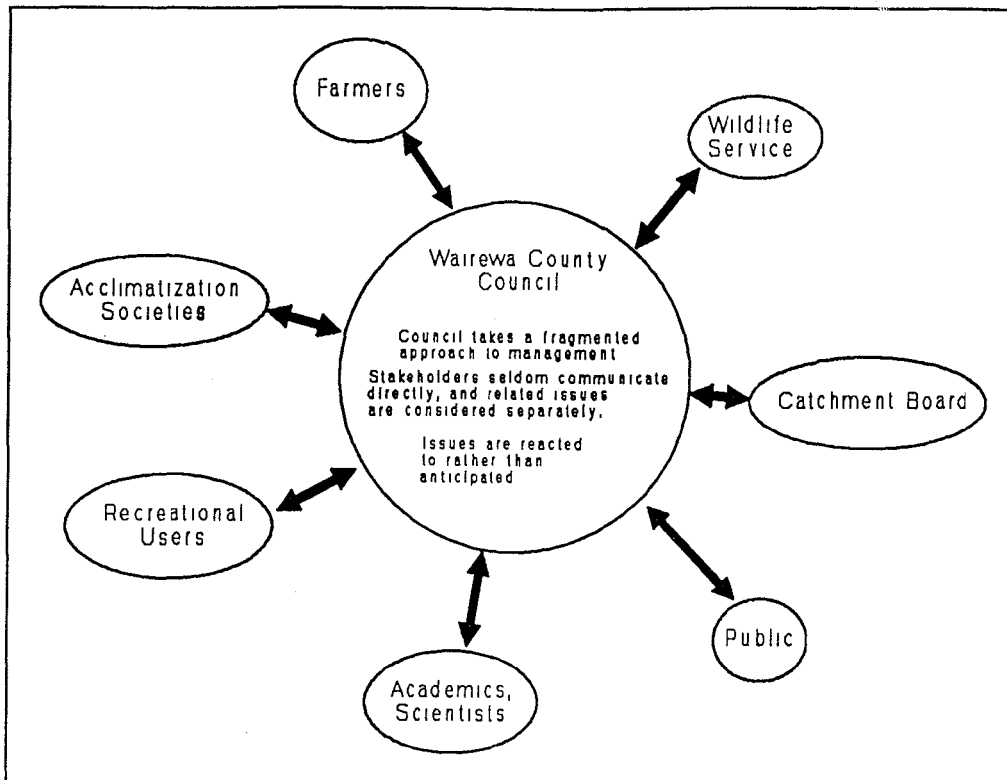 Farmers
Wildlife
Service
Wairewa County
Council
Council takes a fragmented
approach to management
Stakeholders seldom communicate
directly, and related issues
are considered separately.
Issues are reacted
to rather than
anticipated
Acclimatization
Societies
Catchment Board
Recreational
Users
Academics,
Scientists
Public